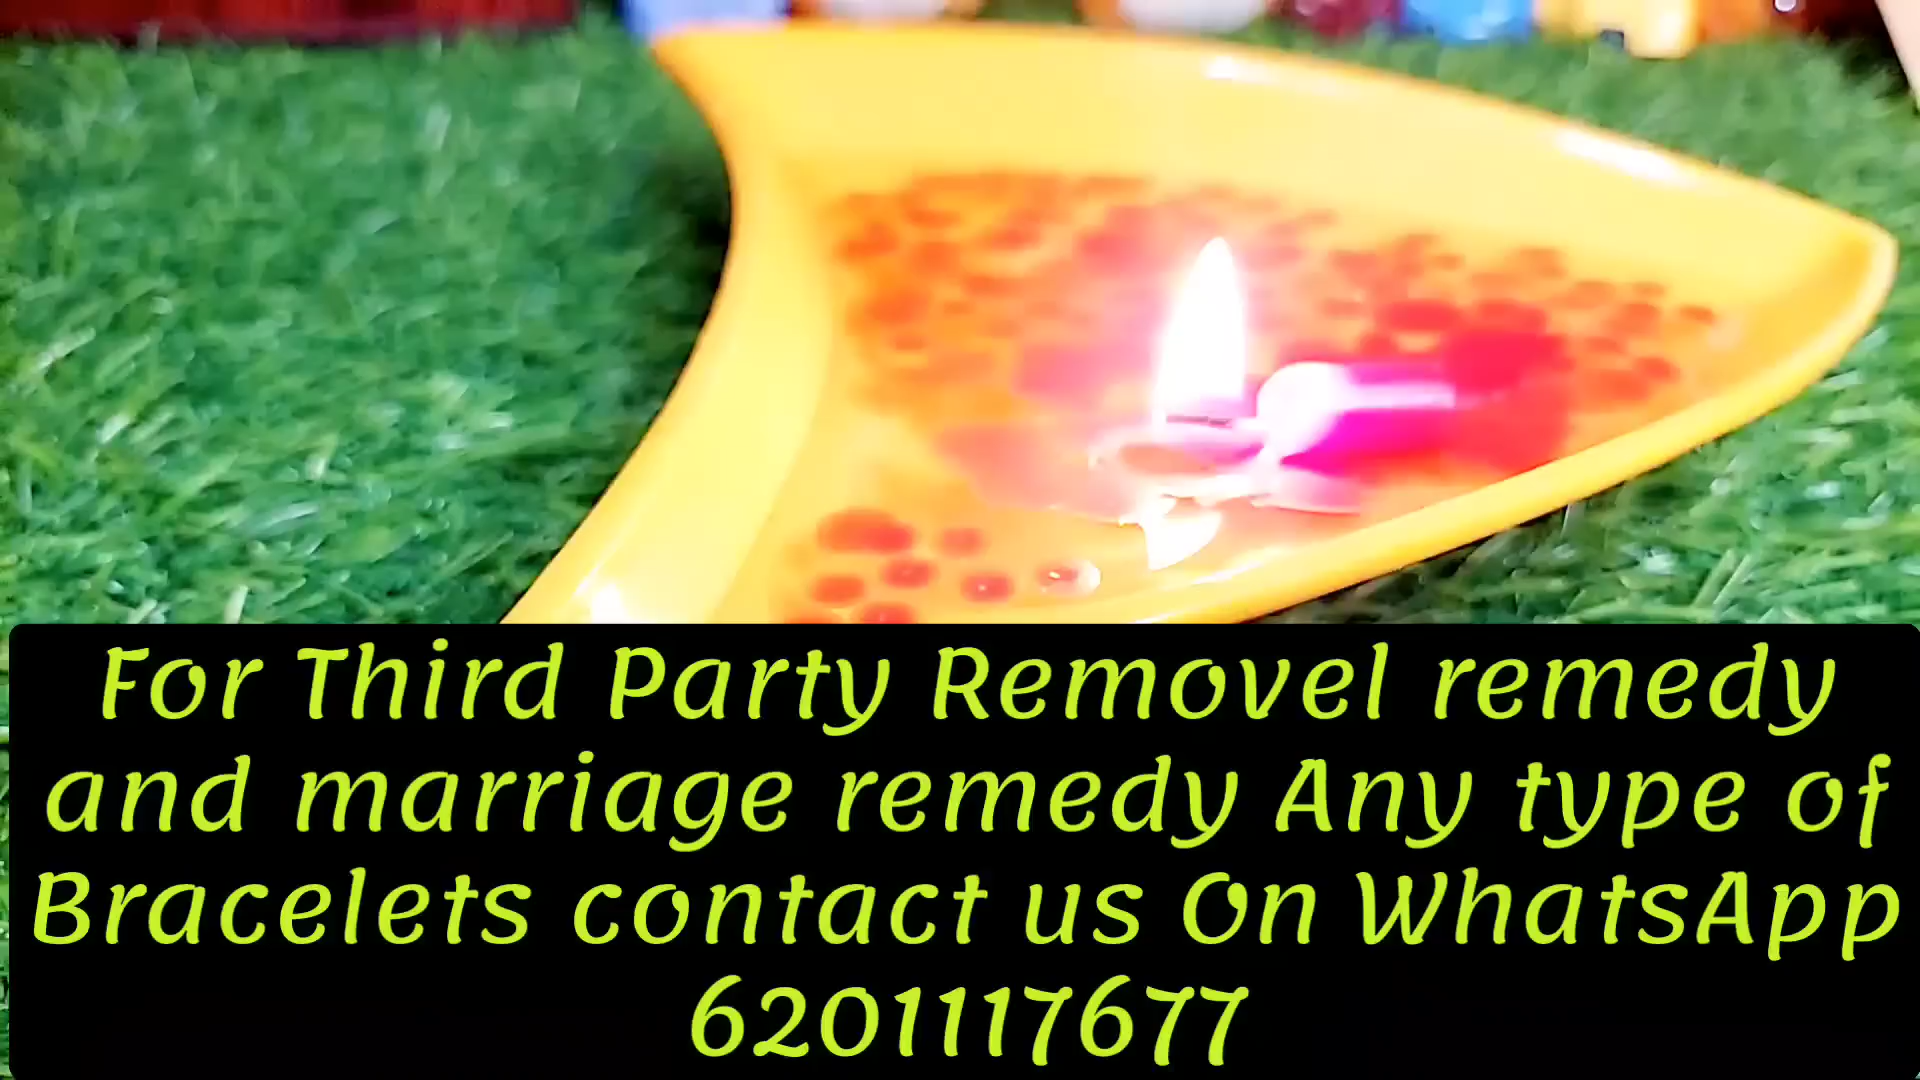 For Third Party Removel remedy
and marriage remedy Any type of
Bracelets contact us On WhatsApp
6201117677